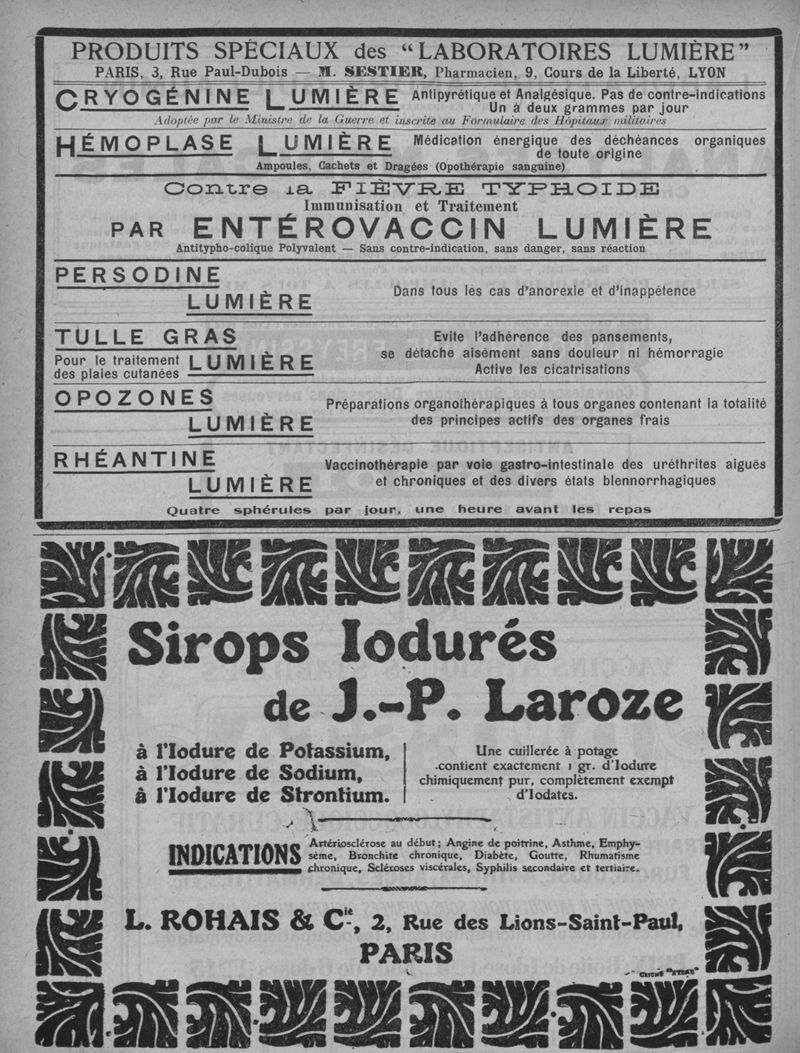 PRODUITS SPÉCIAUX des “LABORATOIRES LUMIÈRE”
PARIS, 3, Rue Paul-Dubois — M. SESTIER, Pharmacien, 9, Cours de la Liberté, LYON
CRYOGÉNINE LUMIÈRE Antipyrétique et Analgésique. Pas de contre-indications
Un à deux grammes par jour
Adoptée par le Ministre de la Guerre et inscrite au Formulaire des Hôpitaux militaires
HÉMOPLASE LUMIÈRE Médication énergique des déchéances organiques
de toute origine
Ampoules, Cachets et Dragées (Opothérapie sanguine)
Contre la FIÈVRE TYPHOIDE
Immunisation et Traitement
PAR ENTÉROVACCIN LUMIÈRE
Antitypho-colique Polyvalent — Sans contre-indication, sans danger, sans réaction
PERSODINE
LUMIÈRE
Dans tous les cas d'anorexie et d'inappétence
TULLE GRAS
Pour le traitement
des plaies cutanées
LUMIÈRE
Evite l'adhérence des pansements,
se détache aisément sans douleur ni hémorragie
Active les cicatrisations
OPOZONES
LUMIÈRE
Préparations organothérapiques à tous organes contenant la totalité
des principes actifs des organes frais
RHÉANTINE
LUMIÈRE
Vaccinothérapie par voie gastro-intestinale des uréthrites aiguës
et chroniques et des divers états blennorrhagiques
Quatre sphérules par jour, une heure avant les repas
Sirops Iodurés
de J.-P. Laroze
à l'Iodure de Potassium,
à l'Iodure de Sodium,
à l'Iodure de Strontium.
Une cuillerée à potage
contient exactement 1 gr. d'Iodure
chimiquement pur, complètement exempt
d'Iodates.
INDICATIONS
Artériosclérose au début; Angine de poitrine, Asthme, Emphy-
sème, Bronchite chronique, Diabète, Goutte, Rhumatisme
chronique, Scléroses viscérales, Syphilis secondaire et tertiaire.
L. ROHAIS & Cie, 2, Rue des Lions-Saint-Paul,
PARIS
CLICHÉ "ATLAS"